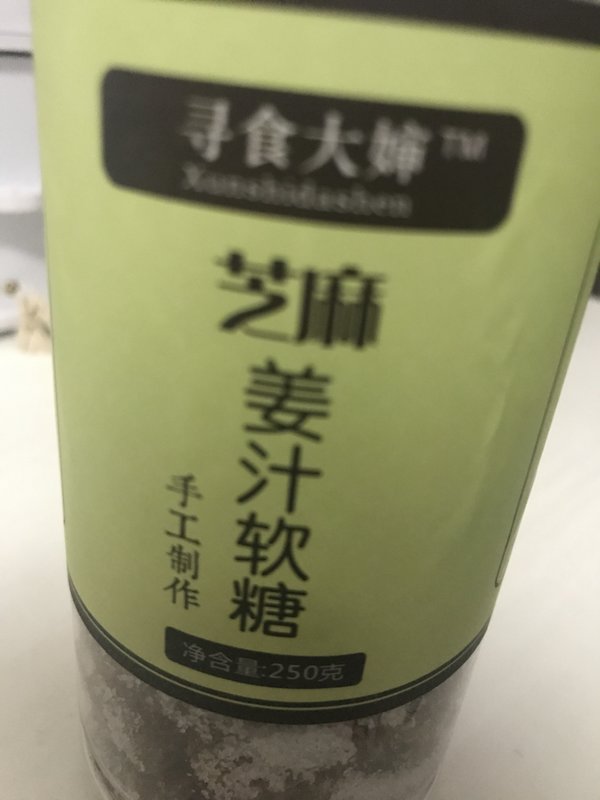 寻食大婶™
Xunshidashen
芝麻
姜汁软糖
手工制作
净含量:250克